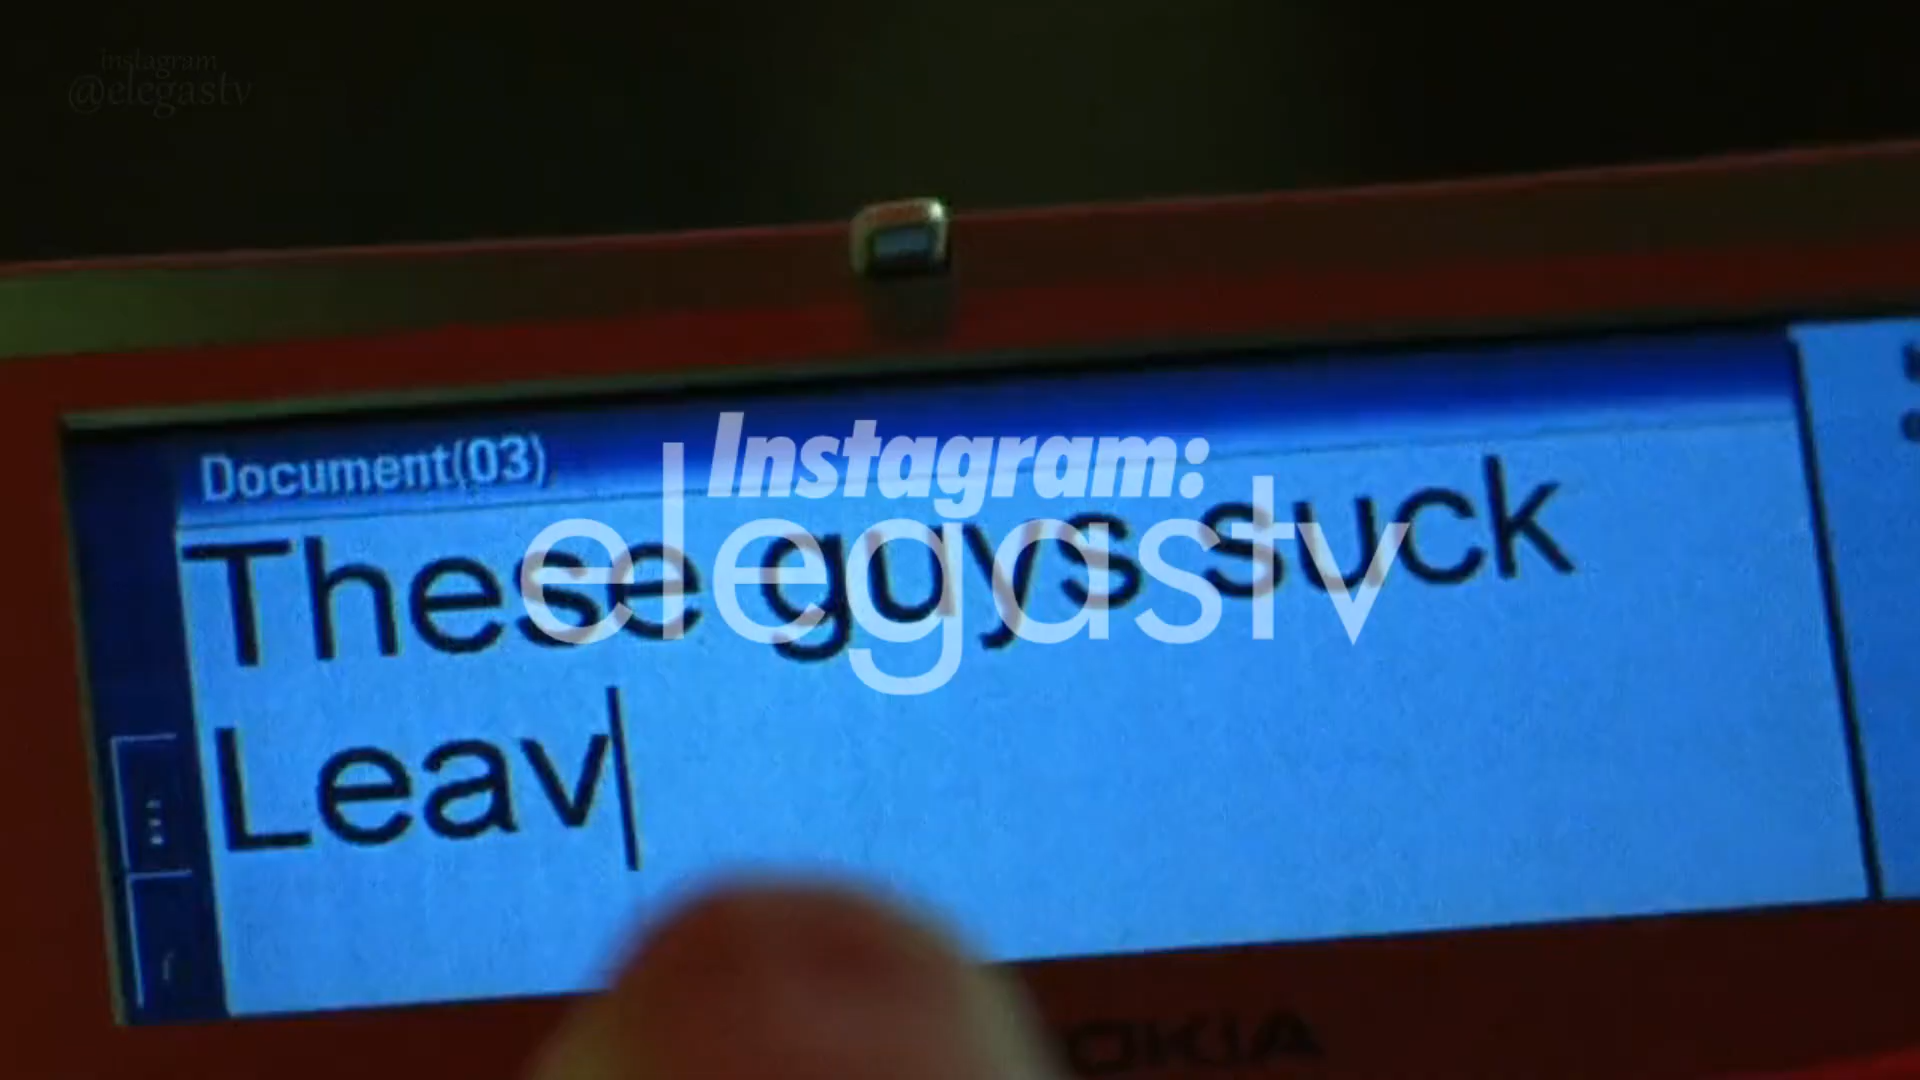 instagram
@elegastv
Document(03)
Instagram:
elegastv
These guys suck
Leav